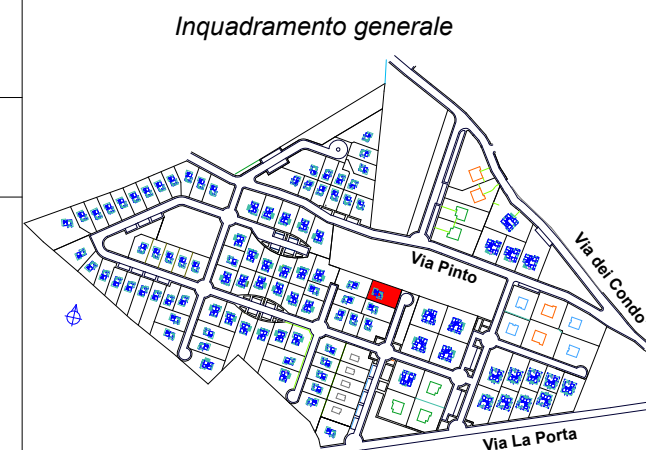 Inquadramento generale
Via Pinto
Via dei Condo
Via La Porta